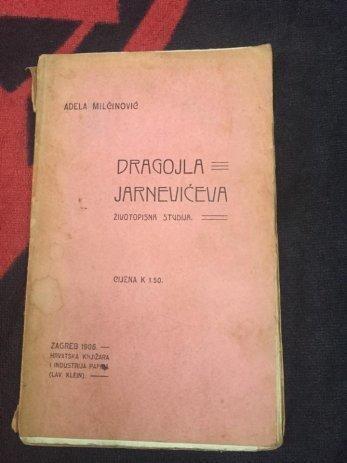 ADELA MILČINOVIĆ
DRAGOJLA
JARNEVIĆEVA
ŽIVOTOPISNA STUDIJA.
CIJENA K 1·50.
ZAGREB 1906.
HRVATSKA KNJIŽARA
I INDUSTRIJA PAPIRA
(LAV. KLEIN).